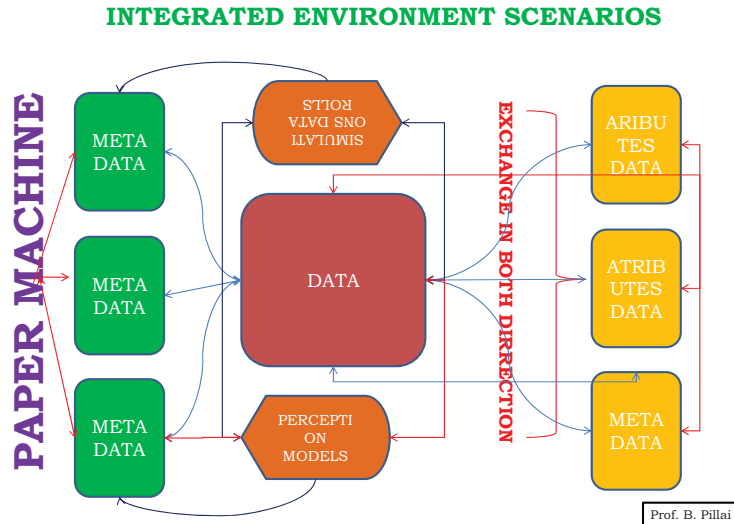 INTEGRATED ENVIRONMENT SCENARIOS
PAPER MACHINE
META
DATA
META
DATA
META
DATA
SIMULATI
ONS DATA
ROLLS
DATA
PERCEPTI
ON
MODELS
EXCHANGE IN BOTH DIRRECTION
ARIBU
TES
DATA
ATRIB
UTES
DATA
META
DATA
Prof. B. Pillai